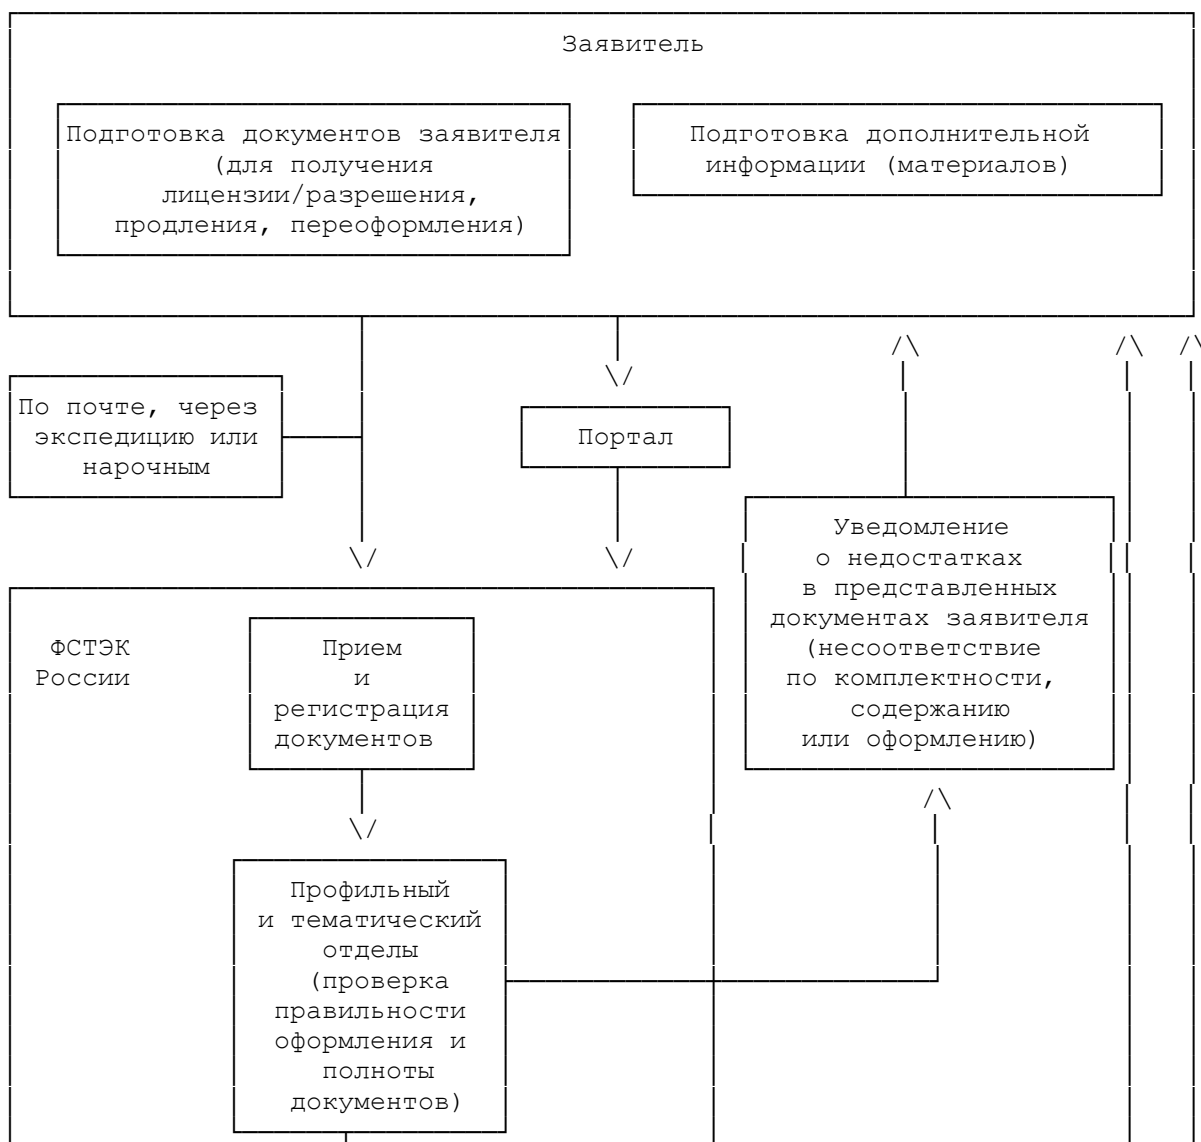 Заявитель
Подготовка документов заявителя
(для получения
лицензии/разрешения,
продления, переоформления)
Подготовка дополнительной
информации (материалов)
По почте, через
экспедицию или
нарочным
Портал
Уведомление
о недостатках
в представленных
документах заявителя
(несоответствие
по комплектности,
содержанию
или оформлению)
ФСТЭК
России
Прием
и
регистрация
документов
Профильный
и тематический
отделы
(проверка
правильности
оформления и
полноты
документов)